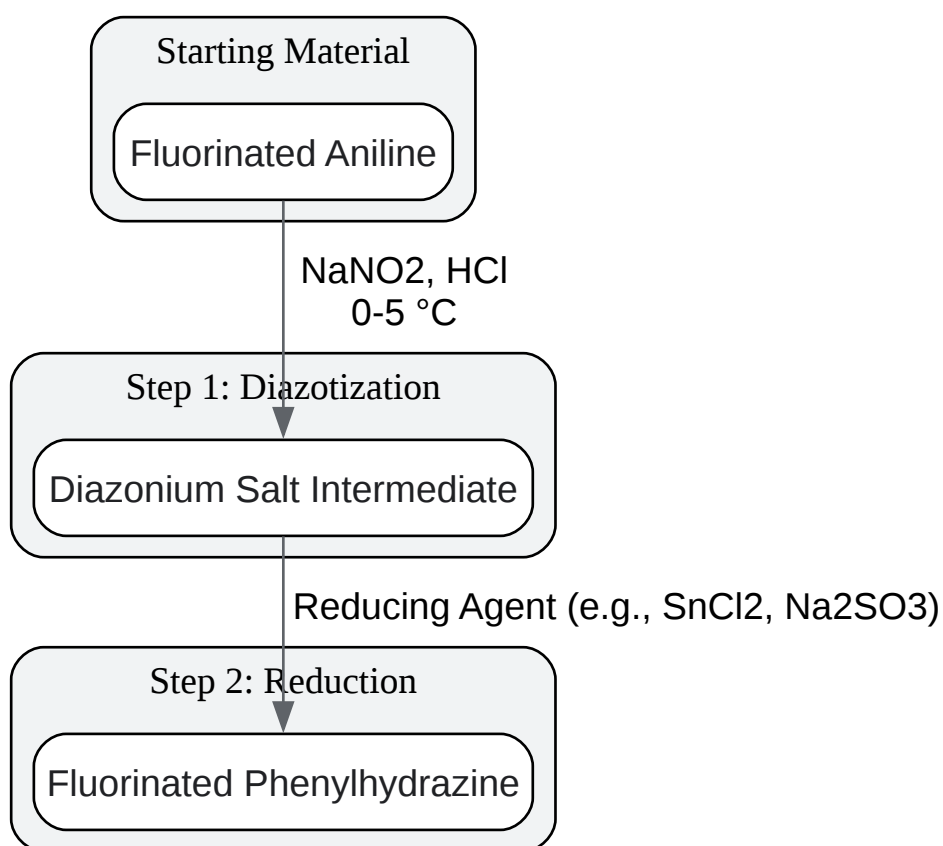 Starting Material
Fluorinated Aniline
NaNO2, HCl
0-5 °C
Step 1: Diazotization
Diazonium Salt Intermediate
Reducing Agent (e.g., SnCl2, Na2SO3)
Step 2: Reduction
Fluorinated Phenylhydrazine